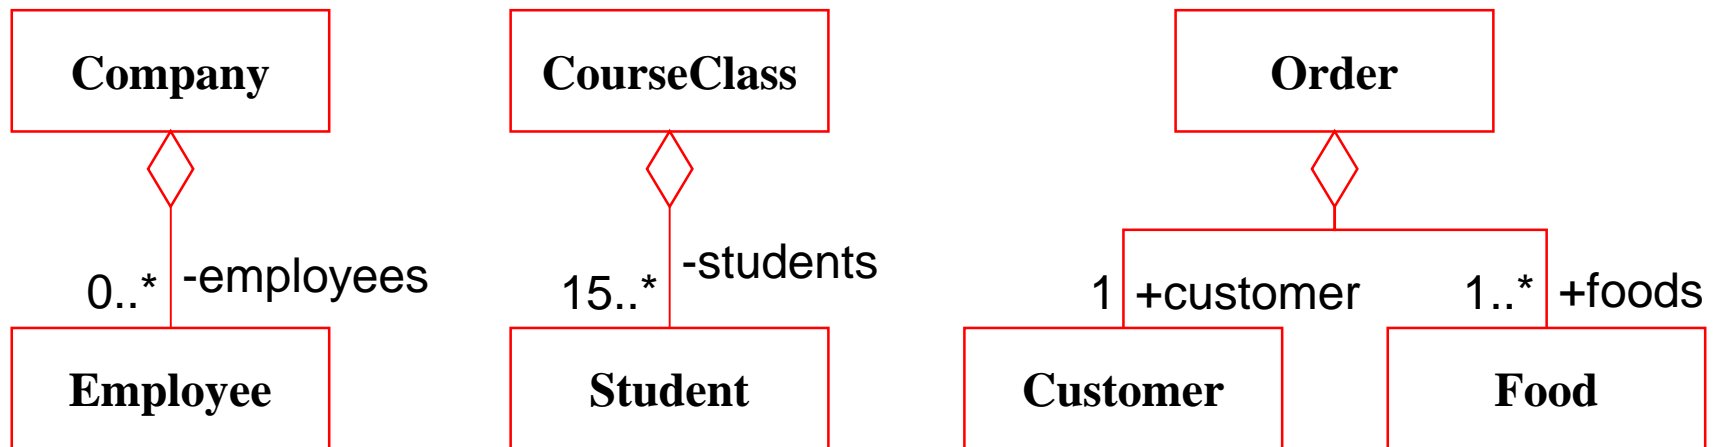 Company
CourseClass
Order
0..*
-employees
15..*
-students
1
+customer
1..*
+foods
Employee
Student
Customer
Food